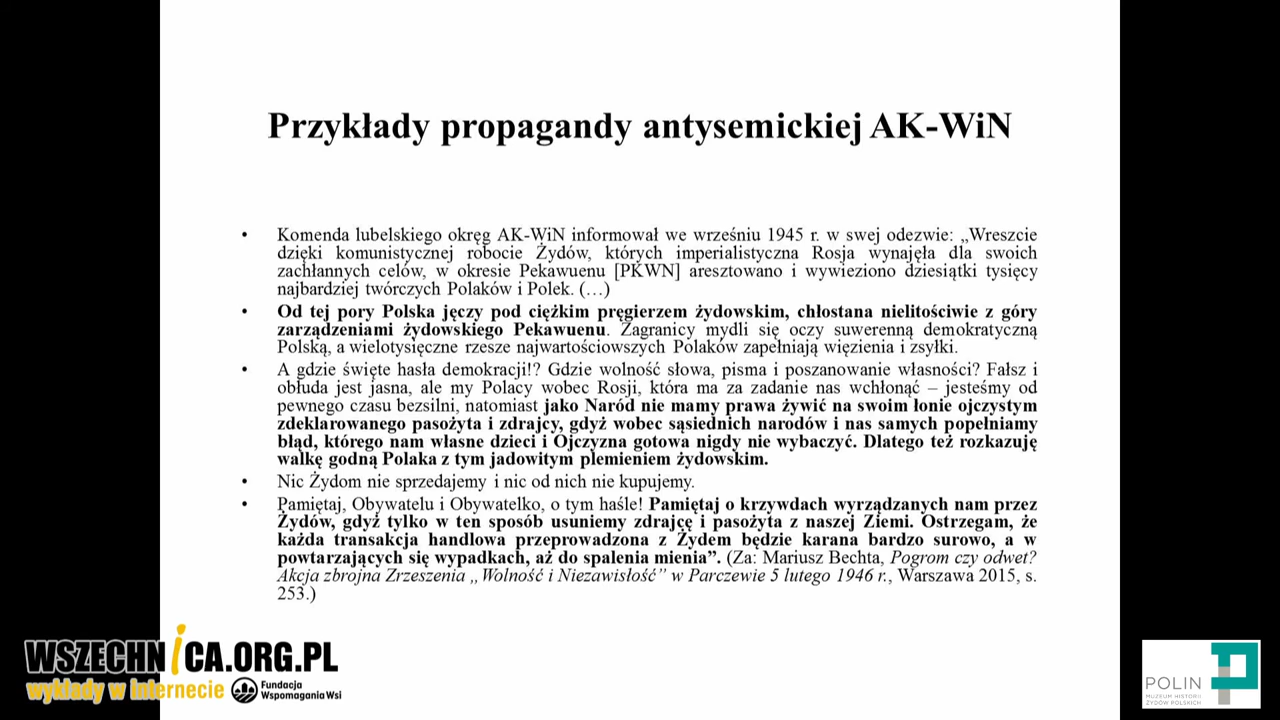 Przykłady propagandy antysemickiej AK-WiN
• Komenda lubelskiego okręg AK-WiN informował we wrześniu 1945 r. w swej odezwie: „Wreszcie
dzięki komunistycznej robocie Żydów, których imperialistyczna Rosja wynajęła dla swoich
zachłannych celów, w okresie Pekawuenu [PKWN] aresztowano i wywieziono dziesiątki tysięcy
najbardziej twórczych Polaków i Polek. (…)
• Od tej pory Polska jęczy pod ciężkim pręgierzem żydowskim, chłostana nielitościwie z góry
zarządzeniami żydowskiego Pekawuenu. Zagranicy mydli się oczy suwerenną demokratyczną
Polską, a wielotysięczne rzesze najwartościowszych Polaków zapełniają więzienia i zsyłki.
• A gdzie święte hasła demokracji!? Gdzie wolność słowa, pisma i poszanowanie własności? Fałsz i
obłuda jest jasna, ale my Polacy wobec Rosji, która ma za zadanie nas wchłonąć – jesteśmy od
pewnego czasu bezsilni, natomiast jako Naród nie mamy prawa żywić na swoim łonie ojczystym
zdeklarowanego pasożyta i zdrajcy, gdyż wobec sąsiednich narodów i nas samych popełniamy
błąd, którego nam własne dzieci i Ojczyzna gotowa nigdy nie wybaczyć. Dlatego też rozkazuję
walkę godną Polaka z tym jadowitym plemieniem żydowskim.
• Nic Żydom nie sprzedajemy i nic od nich nie kupujemy.
• Pamiętaj, Obywatelu i Obywatelko, o tym haśle! Pamiętaj o krzywdach wyrządzanych nam przez
Żydów, gdyż tylko w ten sposób usuniemy zdrajcę i pasożyta z naszej Ziemi. Ostrzegam, że
każda transakcja handlowa przeprowadzona z Żydem będzie karana bardzo surowo, a w
powtarzających się wypadkach, aż do spalenia mienia”. (Za: Mariusz Bechta, Pogrom czy odwet?
Akcja zbrojna Zrzeszenia „Wolność i Niezawisłość” w Parczewie 5 lutego 1946 r., Warszawa 2015, s.
253.)
WSZECHNICA.ORG.PL
wykłady w internecie
Fundacja
Wspomagania Wsi
POLIN
MUZEUM HISTORII
ŻYDÓW POLSKICH